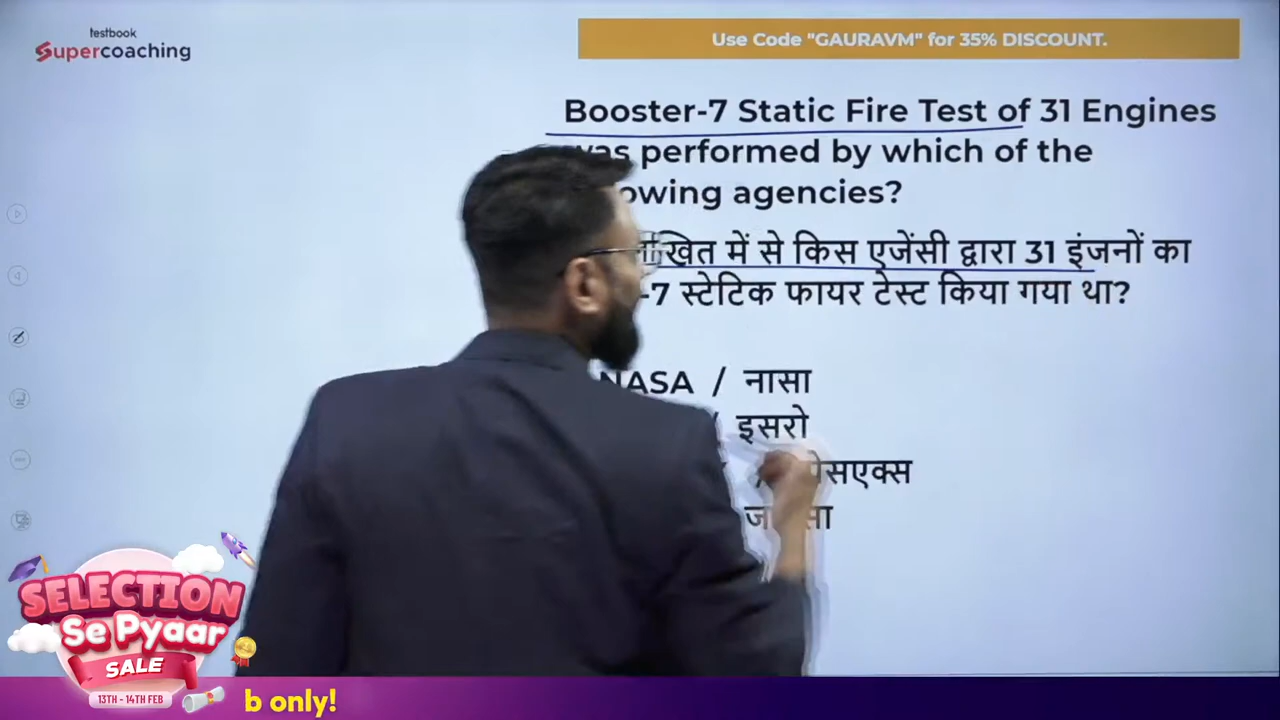 testbook
Supercoaching
Use Code "GAURAVM" for 35% DISCOUNT.
Booster-7 Static Fire Test of 31 Engines
was performed by which of the
owing agencies?
खित में से किस एजेंसी द्वारा 31 इंजनों का
-7 स्टेटिक फायर टेस्ट किया गया था?
NASA / नासा
/ इसरो
सएक्स
SELECTION
Se Pyaar
SALE
13TH - 14TH FEB
b only!